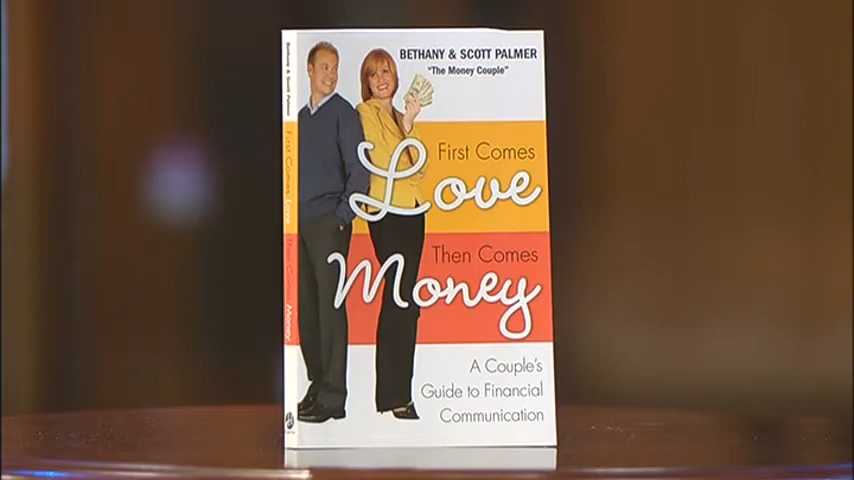 BETHANY & SCOTT PALMER
"The Money Couple"
First Comes
Love
Then Comes
Money
A Couple's
Guide to Financial
Communication
Bethany & Scott Palmer
First Comes Love
Then Comes Money